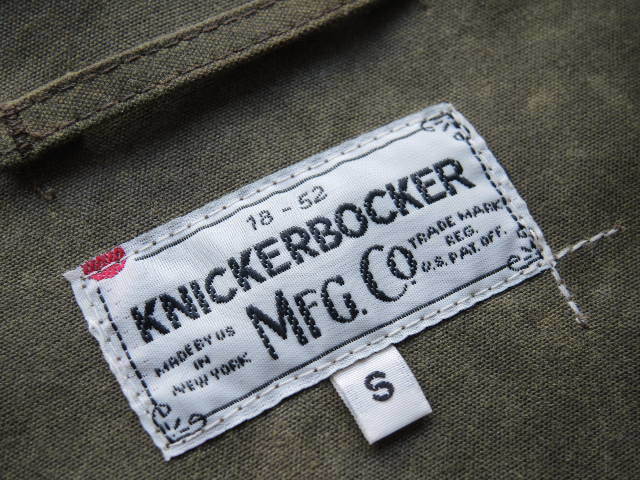 18 - 52
KNICKERBOCKER
MFG. Co.
MADE BY US
IN
NEW YORK.
TRADE MARK
REG.
U.S. PAT. OFF.
S